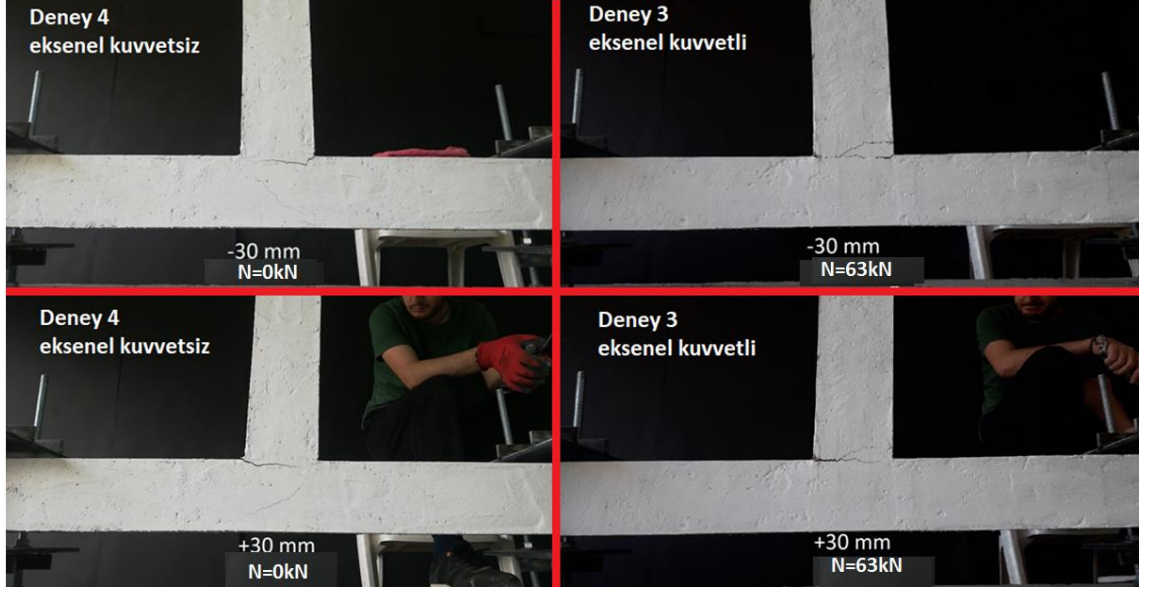 Deney 4
eksenel kuvvetsiz
-30 mm
N=0kN
Deney 3
eksenel kuvvetli
-30 mm
N=63kN
Deney 4
eksenel kuvvetsiz
+30 mm
N=0kN
Deney 3
eksenel kuvvetli
+30 mm
N=63kN